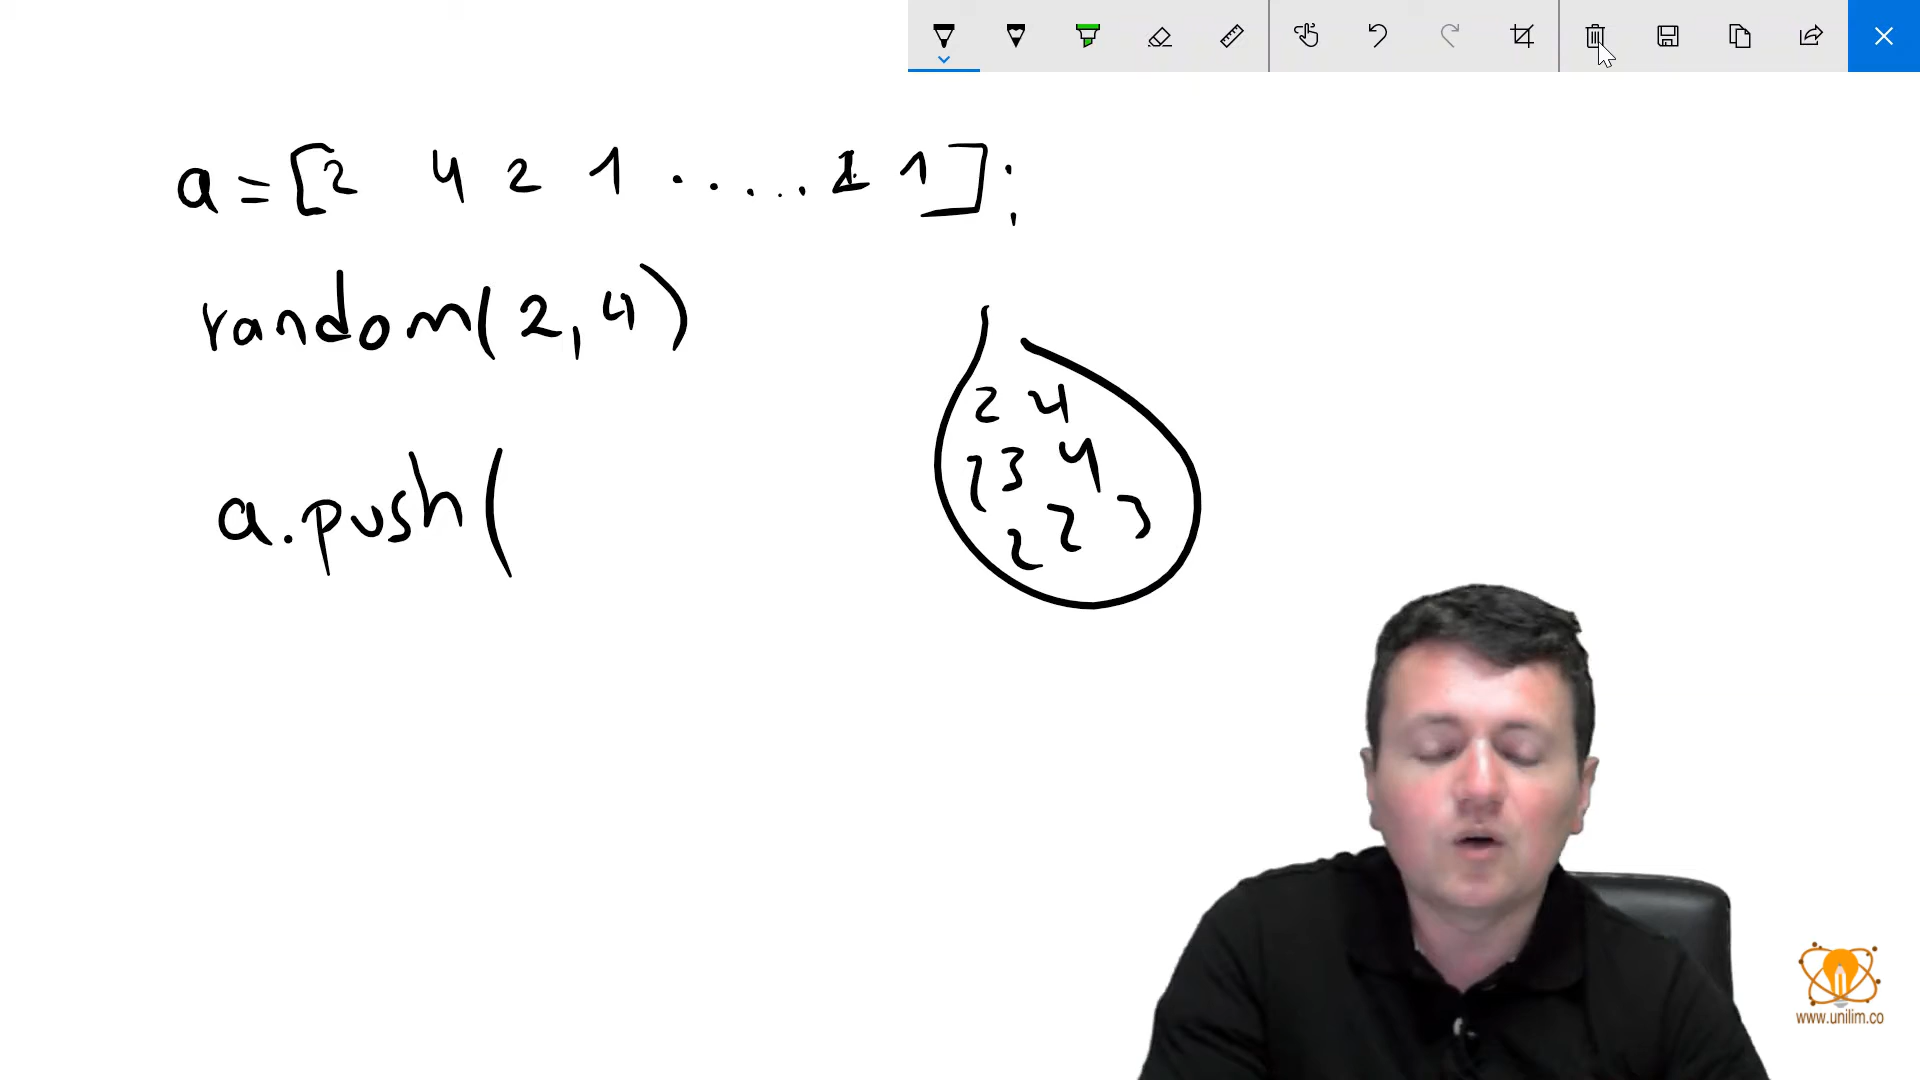 a = [2 4 2 1 ..... 1 1];
random(2,4)
a.push(
2 4
2 3 4
2 2 3
www.unilim.co